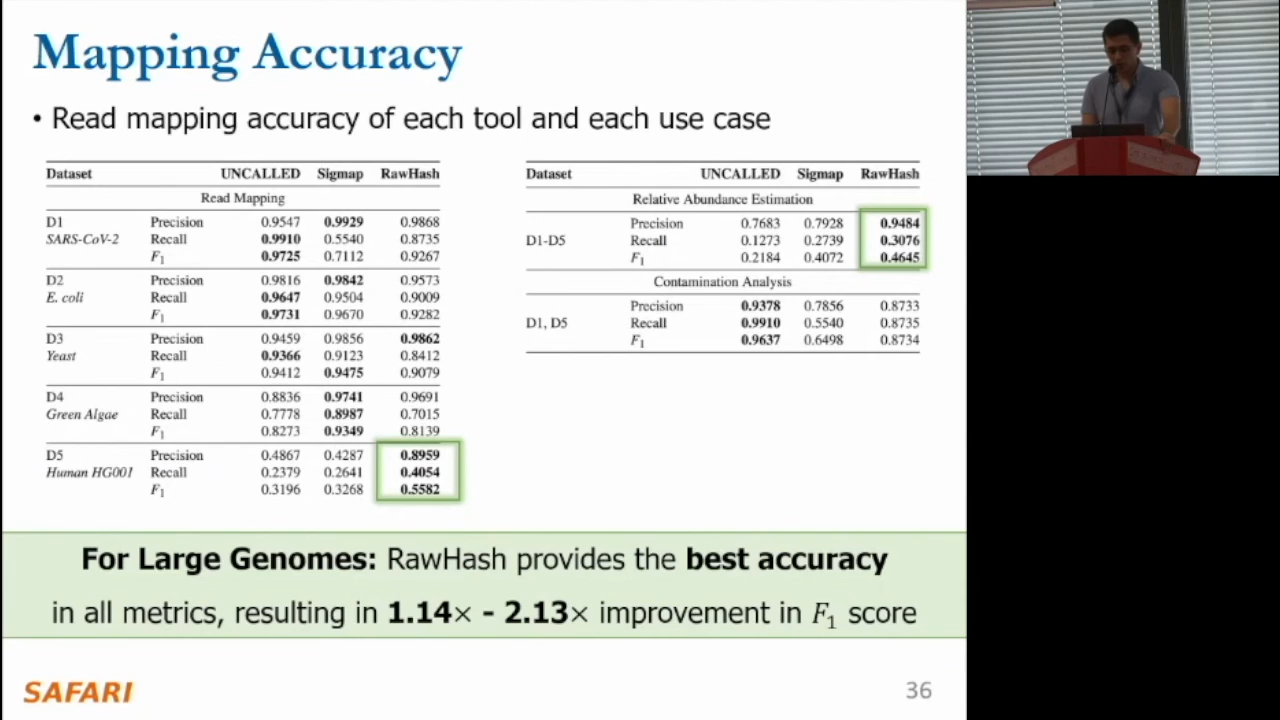 Mapping Accuracy
• Read mapping accuracy of each tool and each use case
Dataset UNCALLED Sigmap RawHash
Read Mapping
D1 Precision 0.9547 0.9929 0.9868
SARS-CoV-2 Recall 0.9910 0.5540 0.8735
F1 0.9725 0.7112 0.9267
D2 Precision 0.9816 0.9842 0.9573
E. coli Recall 0.9647 0.9504 0.9009
F1 0.9731 0.9670 0.9282
D3 Precision 0.9459 0.9856 0.9862
Yeast Recall 0.9366 0.9123 0.8412
F1 0.9412 0.9475 0.9079
D4 Precision 0.8836 0.9741 0.9691
Green Algae Recall 0.7778 0.8987 0.7015
F1 0.8273 0.9349 0.8139
D5 Precision 0.4867 0.4287 0.8959
Human HG001 Recall 0.2379 0.2641 0.4054
F1 0.3196 0.3268 0.5582
Dataset UNCALLED Sigmap RawHash
Relative Abundance Estimation
Precision 0.7683 0.7928 0.9484
D1-D5 Recall 0.1273 0.2739 0.3076
F1 0.2184 0.4072 0.4645
Contamination Analysis
Precision 0.9378 0.7856 0.8733
D1, D5 Recall 0.9910 0.5540 0.8735
F1 0.9637 0.6498 0.8734
For Large Genomes: RawHash provides the best accuracy
in all metrics, resulting in 1.14× - 2.13× improvement in F1 score
SAFARI
36